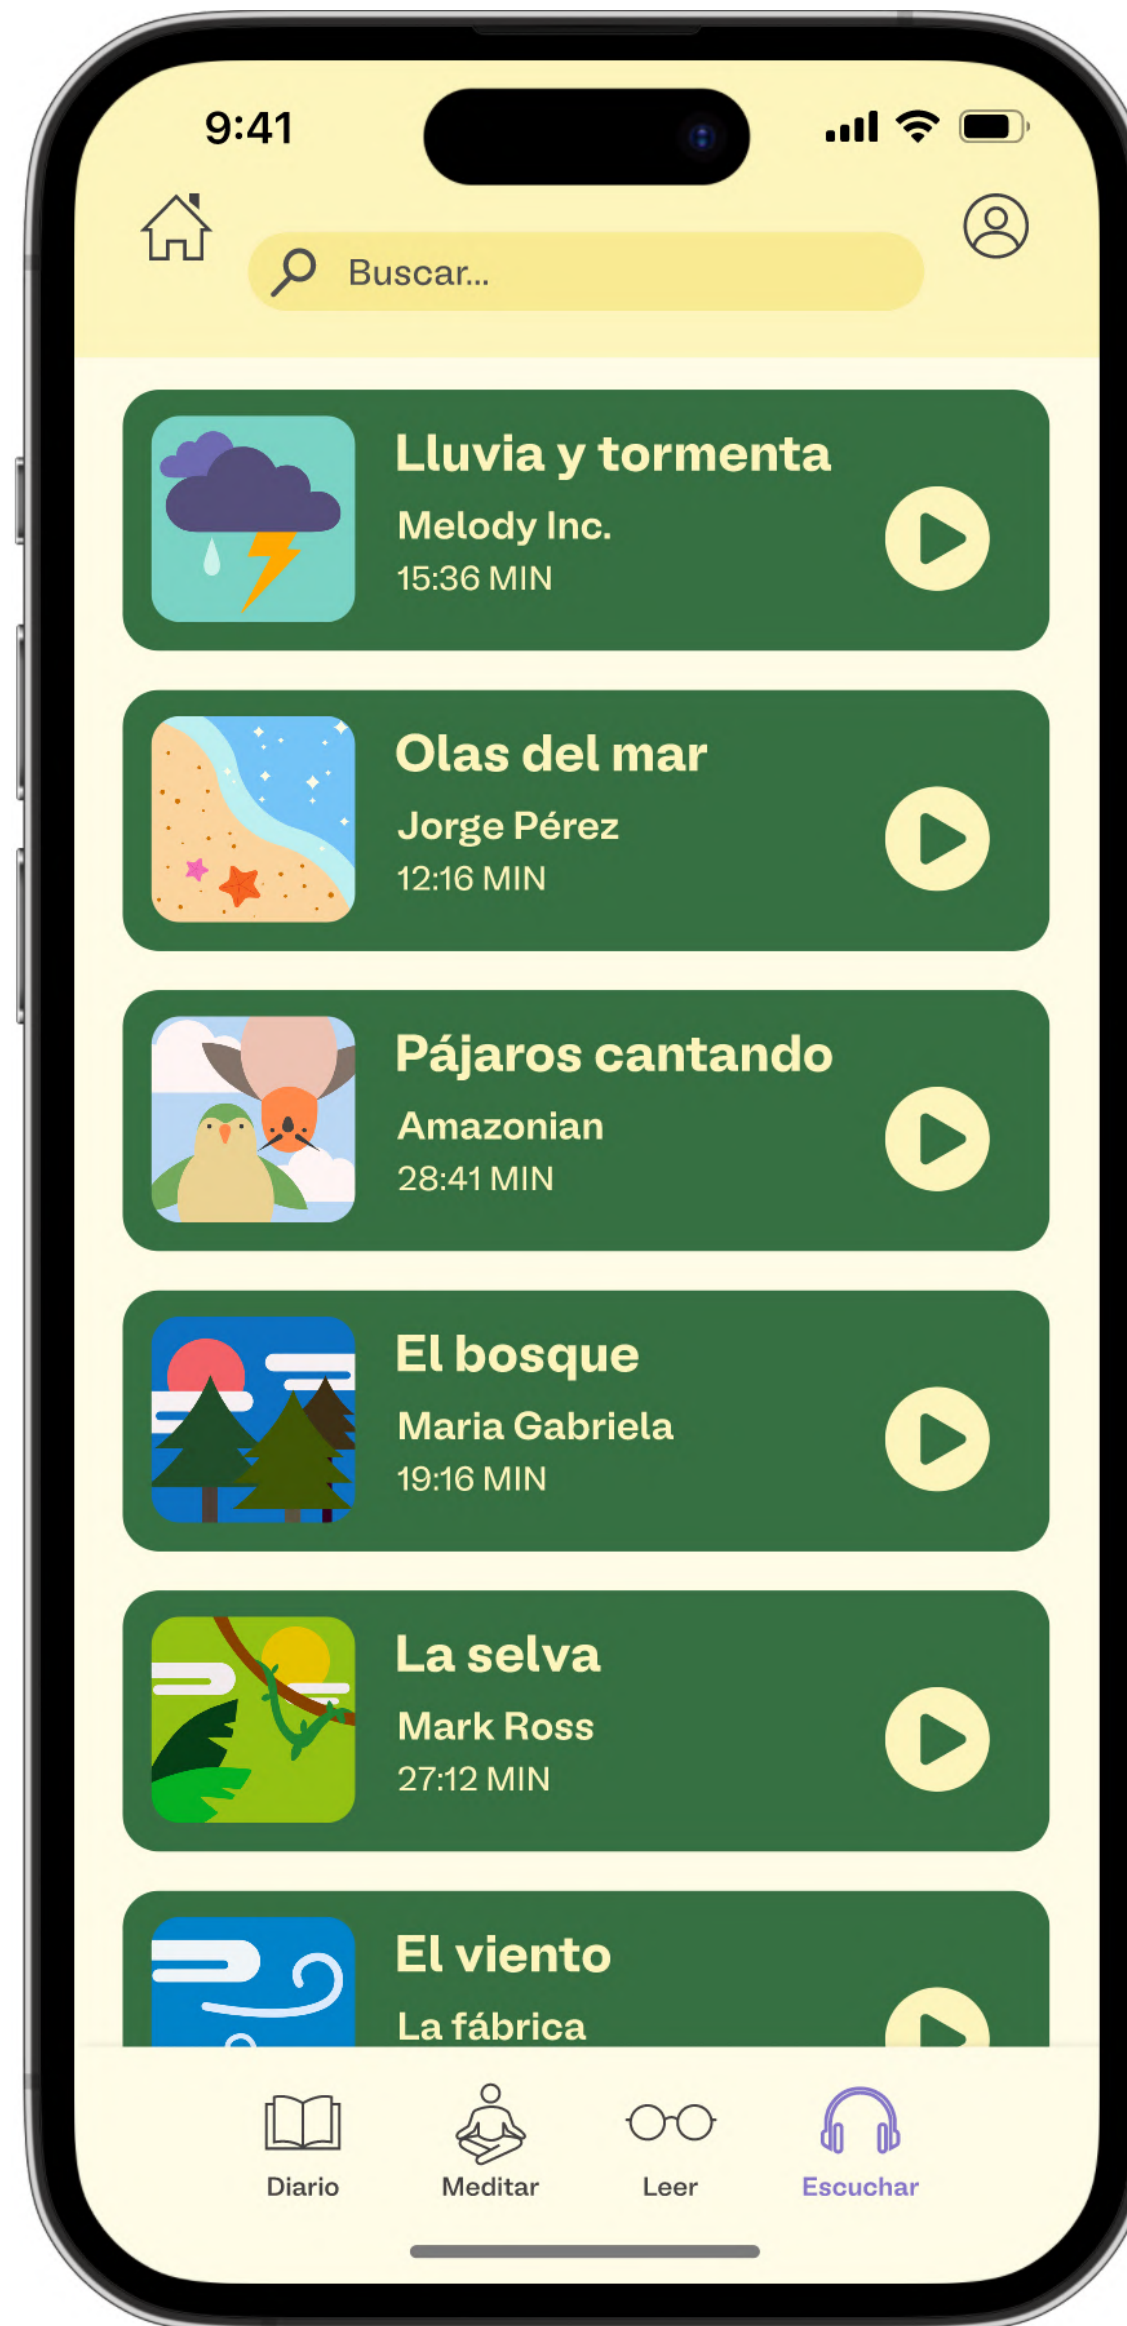 9:41
Buscar...
Lluvia y tormenta
Melody Inc.
15:36 MIN
Olas del mar
Jorge Pérez
12:16 MIN
Pájaros cantando
Amazonian
28:41 MIN
El bosque
Maria Gabriela
19:16 MIN
La selva
Mark Ross
27:12 MIN
El viento
La fábrica
Diario
Meditar
Leer
Escuchar